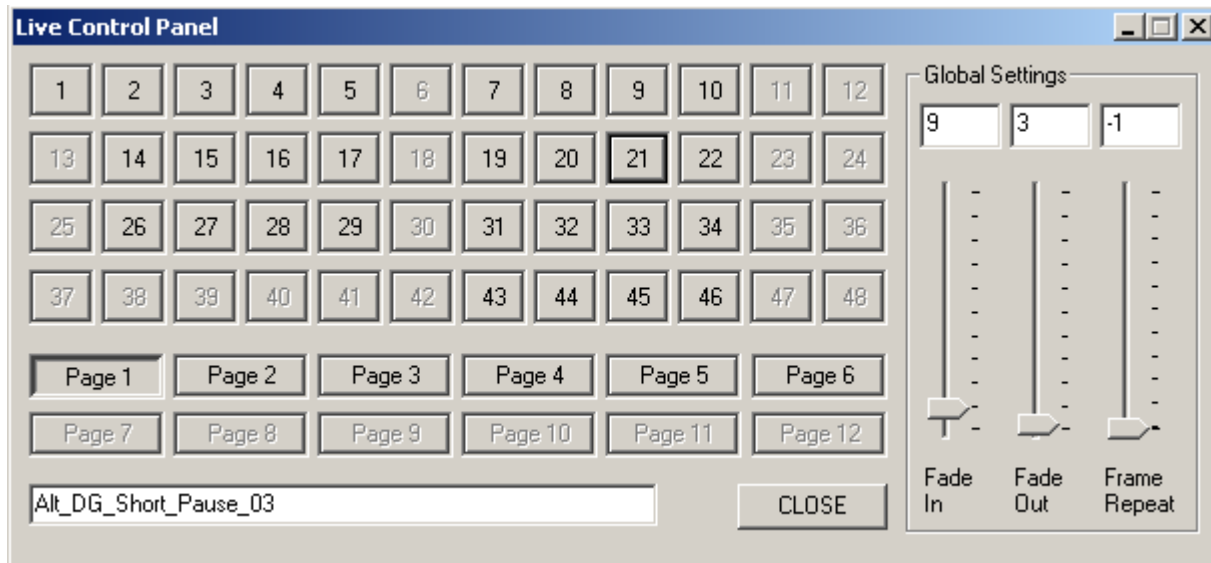 Live Control Panel
1 2 3 4 5 6 7 8 9 10 11 12
13 14 15 16 17 18 19 20 21 22 23 24
25 26 27 28 29 30 31 32 33 34 35 36
37 38 39 40 41 42 43 44 45 46 47 48
Page 1 Page 2 Page 3 Page 4 Page 5 Page 6
Page 7 Page 8 Page 9 Page 10 Page 11 Page 12
Alt_DG_Short_Pause_03
CLOSE
Global Settings
9 3 -1
Fade In
Fade Out
Frame Repeat